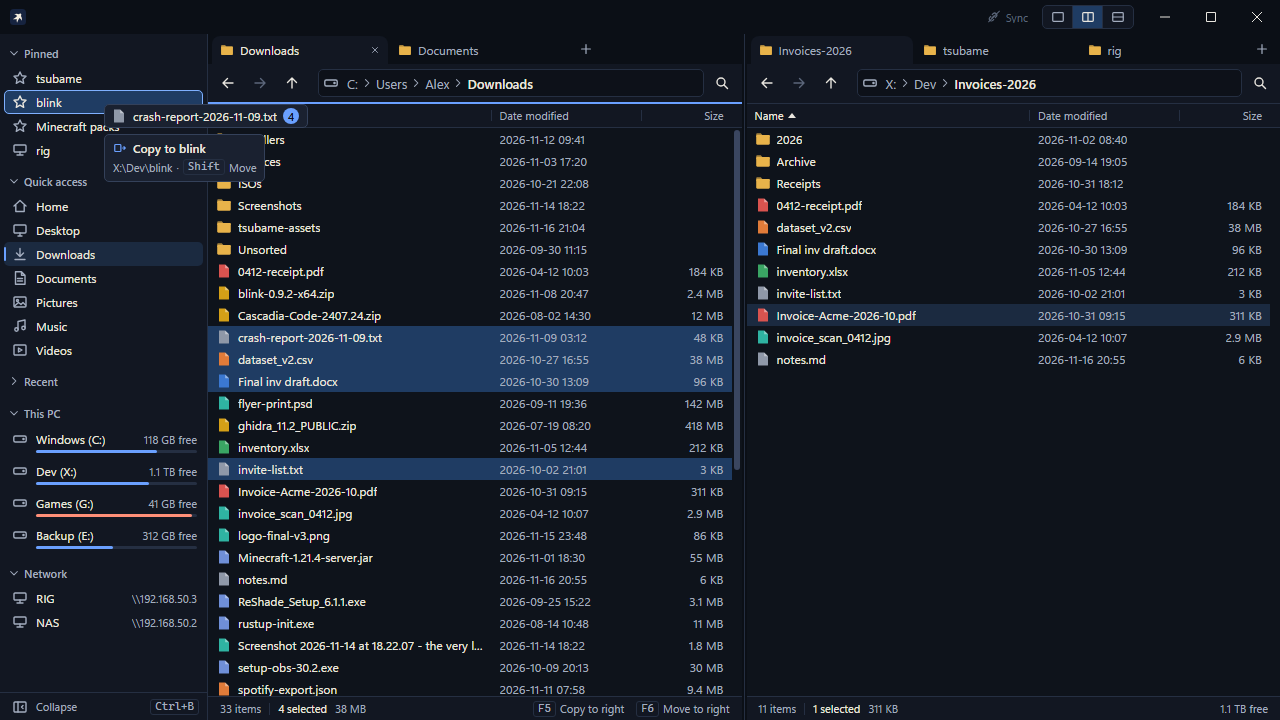 Sync
Pinned
tsubame
blink
Minecraft packs
rig
crash-report-2026-11-09.txt 4
Copy to blink
X:\Dev\blink · Shift Move
Quick access
Home
Desktop
Downloads
Documents
Pictures
Music
Videos
Recent
This PC
Windows (C:) 118 GB free
Dev (X:) 1.1 TB free
Games (G:) 41 GB free
Backup (E:) 312 GB free
Network
RIG \\192.168.50.3
NAS \\192.168.50.2
Collapse Ctrl+B
Downloads Documents
C: Users Alex Downloads
Date modified Size
2026-11-12 09:41
2026-11-03 17:20
ISOs 2026-10-21 22:08
Screenshots 2026-11-14 18:22
tsubame-assets 2026-11-16 21:04
Unsorted 2026-09-30 11:15
0412-receipt.pdf 2026-04-12 10:03 184 KB
blink-0.9.2-x64.zip 2026-11-08 20:47 2.4 MB
Cascadia-Code-2407.24.zip 2026-08-02 14:30 12 MB
crash-report-2026-11-09.txt 2026-11-09 03:12 48 KB
dataset_v2.csv 2026-10-27 16:55 38 MB
Final inv draft.docx 2026-10-30 13:09 96 KB
flyer-print.psd 2026-09-11 19:36 142 MB
ghidra_11.2_PUBLIC.zip 2026-07-19 08:20 418 MB
inventory.xlsx 2026-11-05 12:44 212 KB
invite-list.txt 2026-10-02 21:01 3 KB
Invoice-Acme-2026-10.pdf 2026-10-31 09:15 311 KB
invoice_scan_0412.jpg 2026-04-12 10:07 2.9 MB
logo-final-v3.png 2026-11-15 23:48 86 KB
Minecraft-1.21.4-server.jar 2026-11-01 18:30 55 MB
notes.md 2026-11-16 20:55 6 KB
ReShade_Setup_6.1.1.exe 2026-09-25 15:22 3.1 MB
rustup-init.exe 2026-08-14 10:48 11 MB
Screenshot 2026-11-14 at 18.22.07 - the very l... 2026-11-14 18:22 1.8 MB
setup-obs-30.2.exe 2026-10-09 20:13 30 MB
spotify-export.json 2026-11-11 07:58 9.4 MB
33 items 4 selected 38 MB F5 Copy to right F6 Move to right
Invoices-2026 tsubame rig
X: Dev Invoices-2026
Name Date modified Size
2026 2026-11-02 08:40
Archive 2026-09-14 19:05
Receipts 2026-10-31 18:12
0412-receipt.pdf 2026-04-12 10:03 184 KB
dataset_v2.csv 2026-10-27 16:55 38 MB
Final inv draft.docx 2026-10-30 13:09 96 KB
inventory.xlsx 2026-11-05 12:44 212 KB
invite-list.txt 2026-10-02 21:01 3 KB
Invoice-Acme-2026-10.pdf 2026-10-31 09:15 311 KB
invoice_scan_0412.jpg 2026-04-12 10:07 2.9 MB
notes.md 2026-11-16 20:55 6 KB
11 items 1 selected 311 KB 1.1 TB free